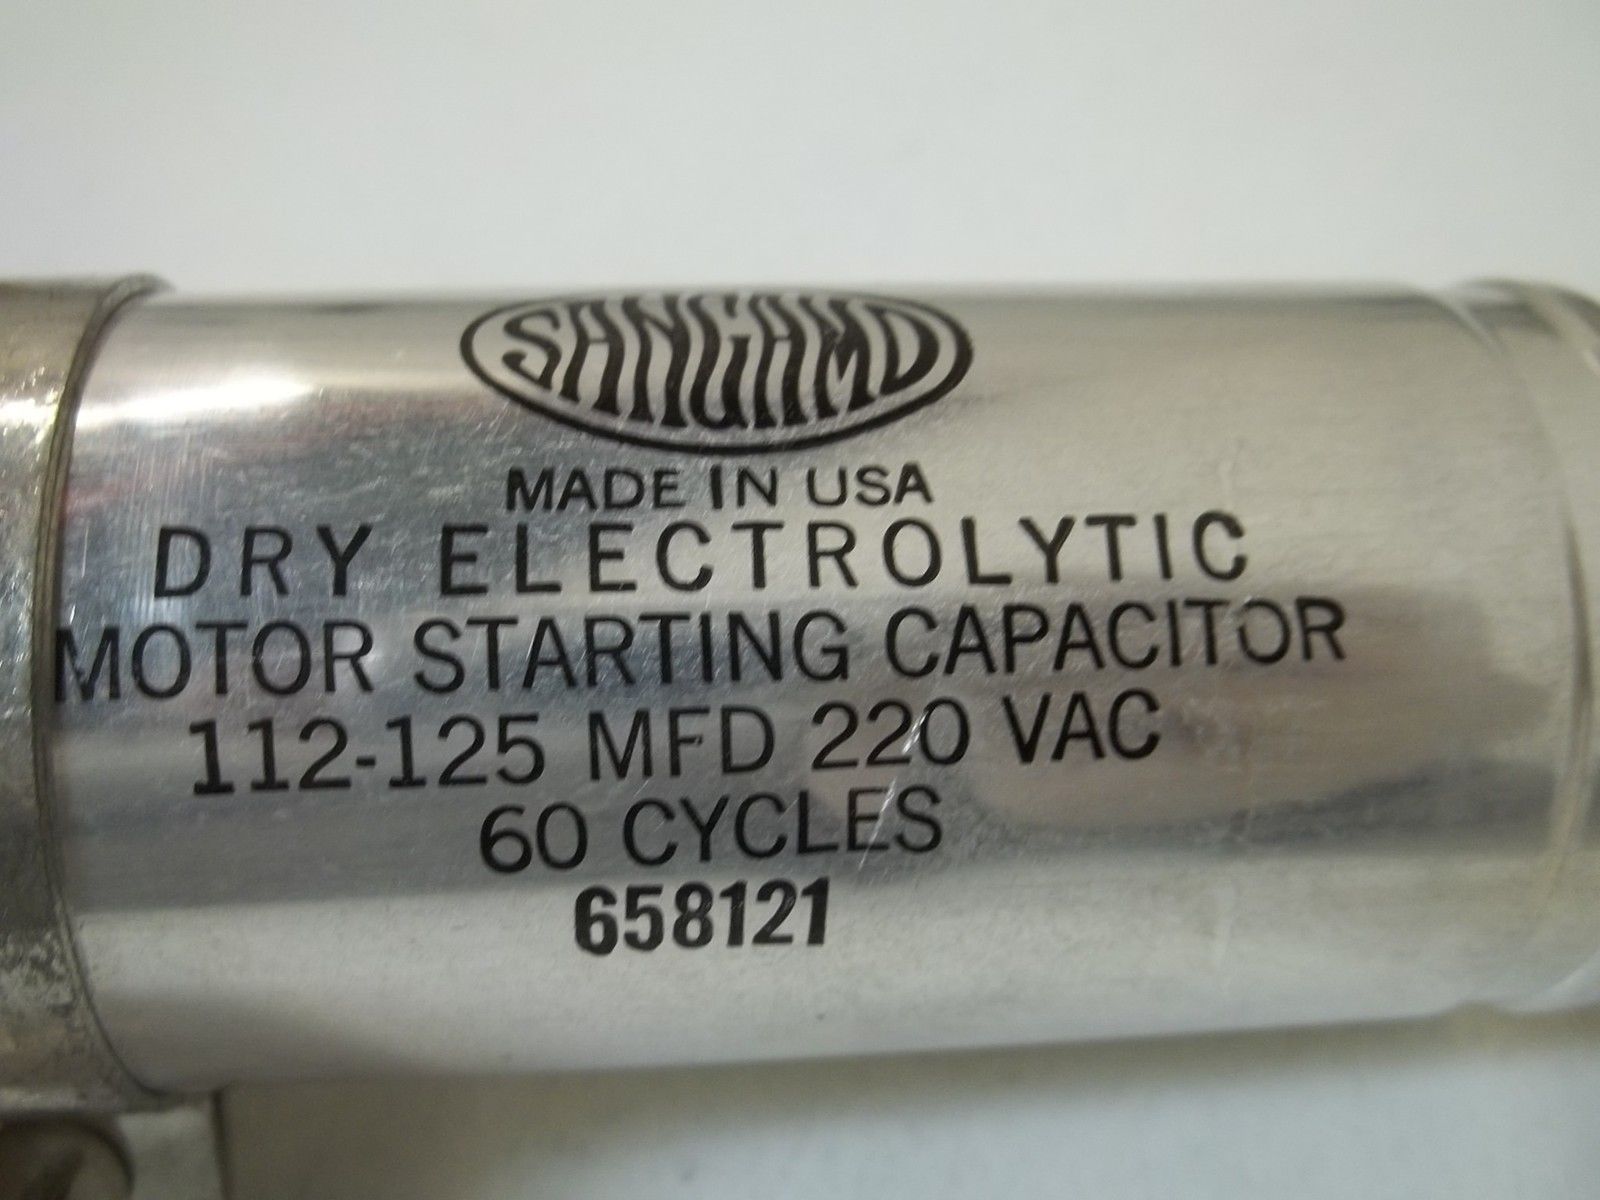 SANGAMO
MADE IN USA
DRY ELECTROLYTIC
MOTOR STARTING CAPACITOR
112-125 MFD 220 VAC
60 CYCLES
658121